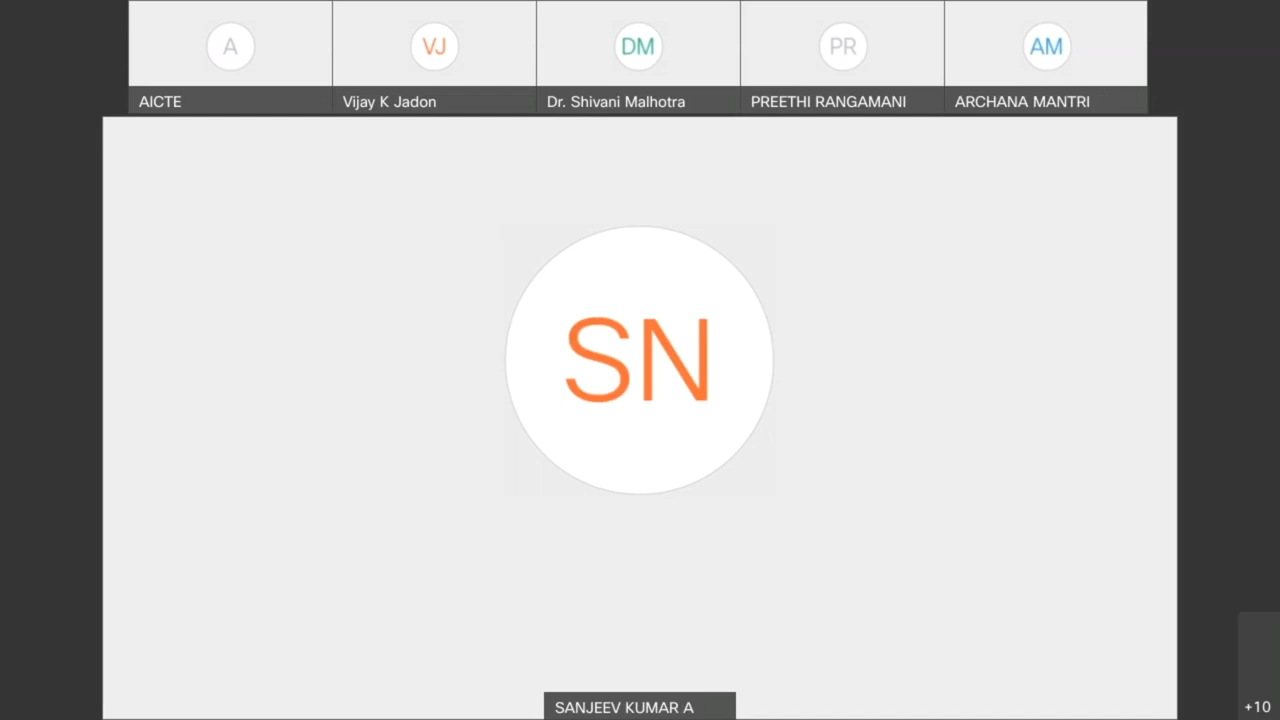 A
VJ
DM
PR
AM
AICTE
Vijay K Jadon
Dr. Shivani Malhotra
PREETHI RANGAMANI
ARCHANA MANTRI
SN
SANJEEV KUMAR A
+10